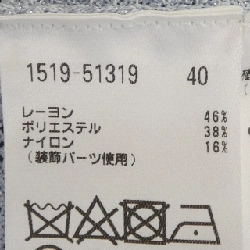 1519-51319 40
レーヨン 46%
ポリエステル 38%
ナイロン 16%
(装飾パーツ使用)